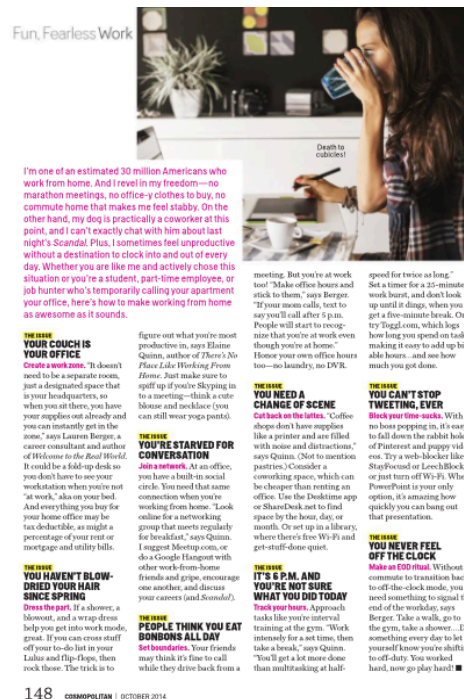 Fun, Fearless Work
Death to
cubicles!
I'm one of an estimated 30 million Americans who
work from home. And I revel in my freedom—no
marathon meetings, no office-y clothes to buy, no
commute home that makes me feel stabby. On the
other hand, my dog is practically a coworker at this
point, and I can't exactly chat with him about last
night's Scandal. Plus, I sometimes feel unproductive
without a destination to clock into and out of every
day. Whether you are like me and actively chose this
situation or you're a student, part-time employee, or
job hunter who's temporarily calling your apartment
your office, here's how to making working from home
as awesome as it sounds.
THE ISSUE
YOUR COUCH IS
YOUR OFFICE
Create a work zone. "It doesn't
need to be a separate room,
just a designated space that
is your headquarters, so
when you sit there, you have
your supplies out already and
you can instantly get in the
zone," says Lauren Berger, a
career consultant and author
of Welcome to the Real World.
It could be a fold-up desk so
you don't have to see your
workstation when you're not
"at work," aka on your bed.
And everything you buy for
your home office may be
tax deductible, as might a
percentage of your rent or
mortgage and utility bills.
THE ISSUE
YOU HAVEN'T BLOW-
DRIED YOUR HAIR
SINCE SPRING
Dress the part. If a shower, a
blowout, and a wrap dress
help you get into work mode,
great. If you can cross stuff
off your to-do list in your
Lulus and flip-flops, then
rock those. The trick is to
figure out what you're most
productive in, says Elaine
Quinn, author of There's No
Place Like Working From
Home. Just make sure to
spiff up if you're Skyping in
to a meeting—think a cute
blouse and necklace (you
can still wear yoga pants).
THE ISSUE
YOU'RE STARVED FOR
CONVERSATION
Join a network. At an office,
you have a built-in social
circle. You need that same
connection when you're
working from home. "Look
online for a networking
group that meets regularly
for breakfast," says Quinn.
I suggest Meetup.com, or
do a Google Hangout with
other work-from-home
friends and gripe, encourage
one another, and discuss
your careers (and Scandal).
THE ISSUE
PEOPLE THINK YOU EAT
BONBONS ALL DAY
Set boundaries. Your friends
may think it's fine to call
while they drive back from a
meeting. But you're at work
too! "Make office hours and
stick to them," says Berger.
"If your mom calls, text to
say you'll call after 5 p.m.
People will start to recog-
nize that you're at work even
though you're at home."
Honor your own office hours
too—no laundry, no DVR.
THE ISSUE
YOU NEED A
CHANGE OF SCENE
Cut back on the lattes. "Coffee
shops don't have supplies
like a printer and are filled
with noise and distractions,"
says Quinn. (Not to mention
pastries.) Consider a
coworking space, which can
be cheaper than renting an
office. Use the Desktime app
or ShareDesk.net to find
space by the hour, day, or
month. Or set up in a library,
where there's free Wi-Fi and
get-stuff-done quiet.
THE ISSUE
IT'S 6 P.M. AND
YOU'RE NOT SURE
WHAT YOU DID TODAY
Track your hours. Approach
tasks like you're interval
training at the gym. "Work
intensely for a set time, then
take a break," says Quinn.
"You'll get a lot more done
than multitasking at half-
speed for twice as long."
Set a timer for a 25-minute
work burst, and don't look
up until it dings, when you
get a five-minute break. Or
try Toggl.com, which logs
how long you spend on task
making it easy to add up bi
able hours...and see how
much you got done.
THE ISSUE
YOU CAN'T STOP
TWEETING, EVER
Block your time-sucks. With
no boss popping in, it's easy
to fall down the rabbit hole
of Pinterest and puppy vid
eos. Try a web-blocker like
StayFocusd or LeechBlock
or just turn off Wi-Fi. When
PowerPoint is your only
option, it's amazing how
quickly you can bang out
that presentation.
THE ISSUE
YOU NEVER FEEL
OFF THE CLOCK
Make an EOD ritual. Without
commute to transition bac
to off-the-clock mode, you
need something to signal t
end of the workday, says
Berger. Take a walk, go to
the gym, take a shower....D
something every day to let
yourself know you're shifti
to off-duty. You worked
hard, now go play hard!
148 COSMOPOLITAN | OCTOBER 2014